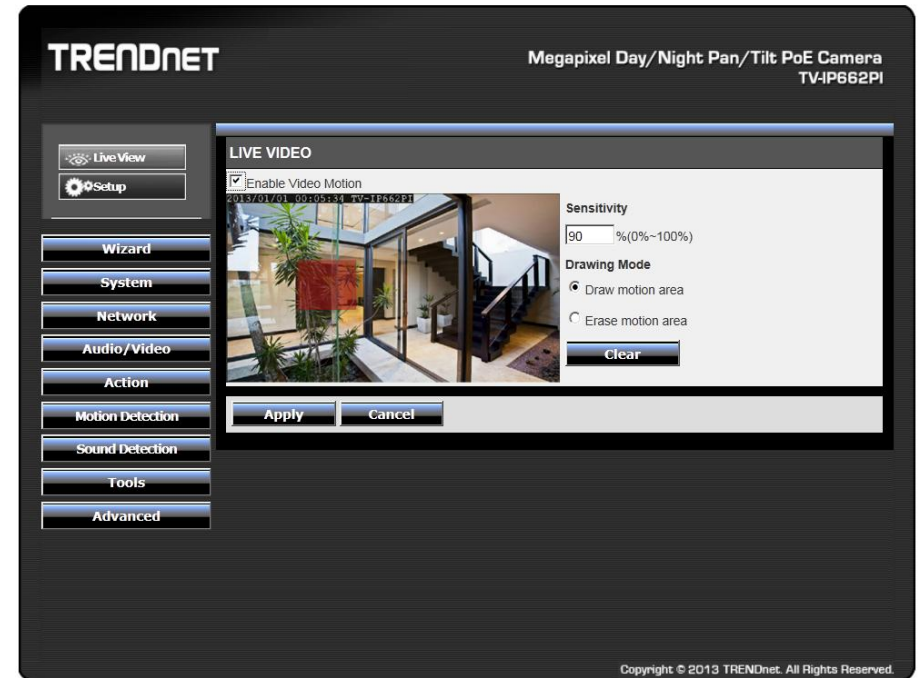 TRENDNET
Megapixel Day/Night Pan/Tilt PoE Camera
TV-IP662PI
Live View
Setup
Wizard
System
Network
Audio/Video
Action
Motion Detection
Sound Detection
Tools
Advanced
LIVE VIDEO
Enable Video Motion
2013/01/01 00:05:34 TV-IP662PI
Sensitivity
90 %(0%~100%)
Drawing Mode
Draw motion area
Erase motion area
Clear
Apply Cancel
Copyright © 2013 TRENDnet. All Rights Reserved.